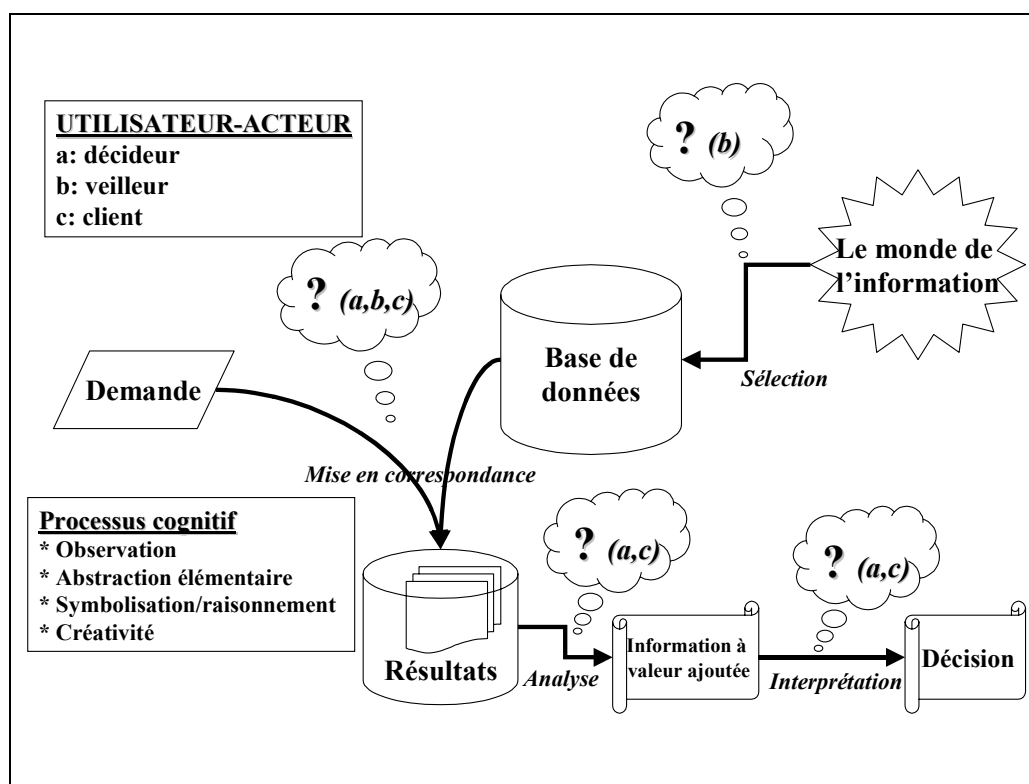 UTILISATEUR-ACTEUR
a: décideur
b: veilleur
c: client
? (b)
Le monde de
l’information
? (a,b,c)
Base de
données
Sélection
Demande
Mise en correspondance
Processus cognitif
* Observation
* Abstraction élémentaire
* Symbolisation/raisonnement
* Créativité
? (a,c)
? (a,c)
Résultats
Analyse
Information à
valeur ajoutée
Interprétation
Décision